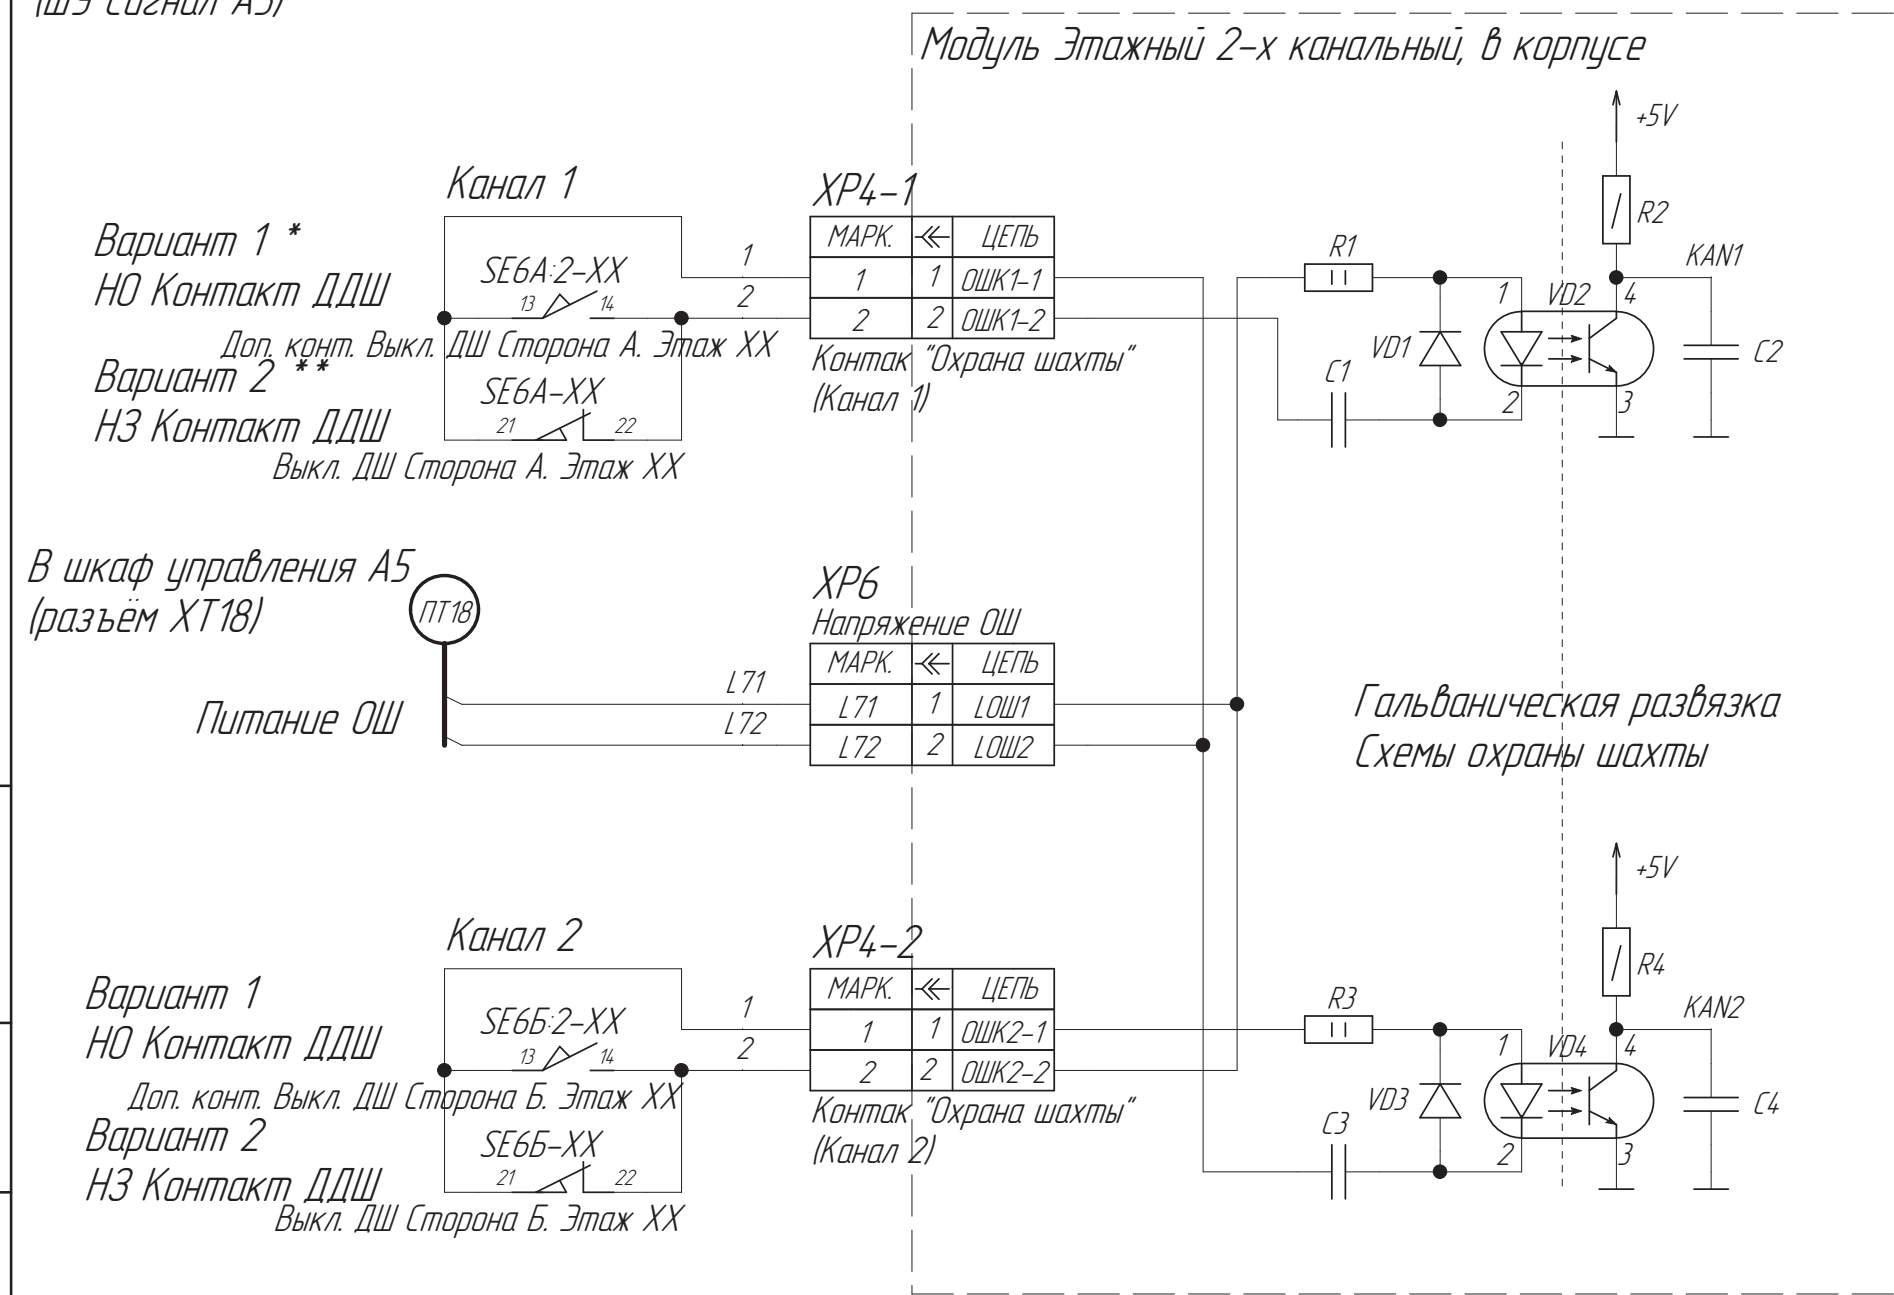 (ШЭ Сигнал А5)
Модуль Этажный 2-х канальный, в корпусе
+5V
R2
KAN1
Канал 1
Вариант 1 *
НО Контакт ДДШ
SE6А:2-XX
13
14
Доп. конт. Выкл. ДШ Сторона А. Этаж XX
Вариант 2 **
НЗ Контакт ДДШ
SE6А-XX
21
22
Выкл. ДШ Сторона А. Этаж XX
1
2
XP4-1
МАРК. ЦЕПЬ
1 1 ОШК1-1
2 2 ОШК1-2
Контак "Охрана шахты"
(Канал 1)
R1
VD1
C1
1
VD2
4
2
3
C2
В шкаф управления А5
(разъём XT18)
ПТ18
Питание ОШ
L71
L72
XP6
Напряжение ОШ
МАРК. ЦЕПЬ
L71 1 LОШ1
L72 2 LОШ2
Гальваническая развязка
Схемы охраны шахты
+5V
R4
KAN2
Канал 2
Вариант 1
НО Контакт ДДШ
SE6Б:2-XX
13
14
Доп. конт. Выкл. ДШ Сторона Б. Этаж XX
Вариант 2
НЗ Контакт ДДШ
SE6Б-XX
21
22
Выкл. ДШ Сторона Б. Этаж XX
1
2
XP4-2
МАРК. ЦЕПЬ
1 1 ОШК2-1
2 2 ОШК2-2
Контак "Охрана шахты"
(Канал 2)
R3
VD3
C3
1
VD4
4
2
3
C4